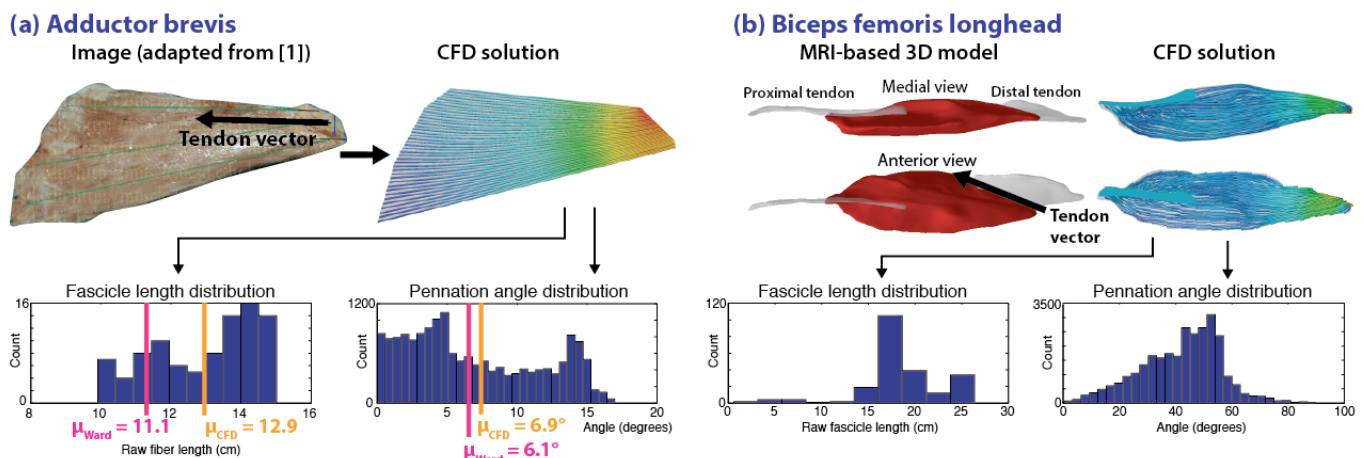 (a) Adductor brevis
Image (adapted from [1])
CFD solution
Tendon vector
Fascicle length distribution
16
Count
0
8
10
12
14
16
μWard = 11.1
μCFD = 12.9
Raw fiber length (cm)
Pennation angle distribution
1200
Count
0
0
5
10
15
20
μCFD = 6.9°
Angle (degrees)
μWard = 6.1°
(b) Biceps femoris longhead
MRI-based 3D model
CFD solution
Medial view
Proximal tendon
Distal tendon
Anterior view
Tendon
vector
Fascicle length distribution
120
Count
0
0
10
20
30
Raw fascicle length (cm)
Pennation angle distribution
3500
Count
0
0
20
40
60
80
100
Angle (degrees)